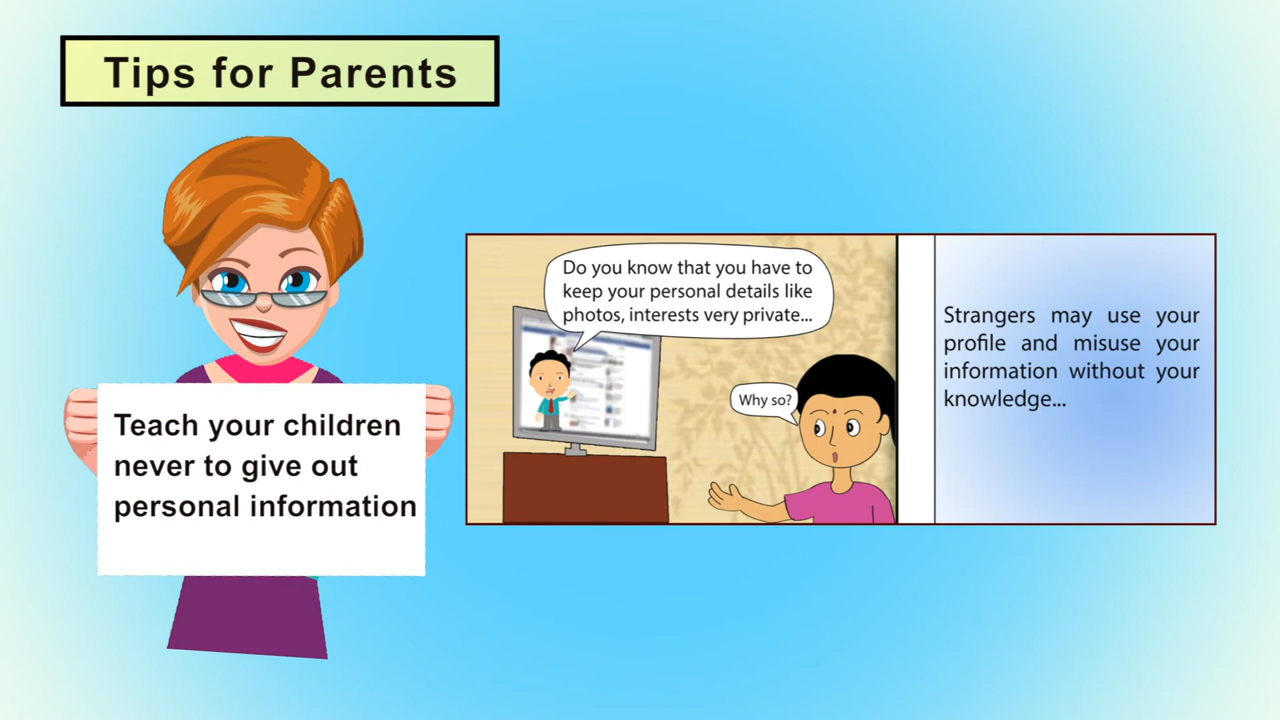 Tips for Parents
Teach your children
never to give out
personal information
Do you know that you have to
keep your personal details like
photos, interests very private...
Why so?
Strangers may use your
profile and misuse your
information without your
knowledge...